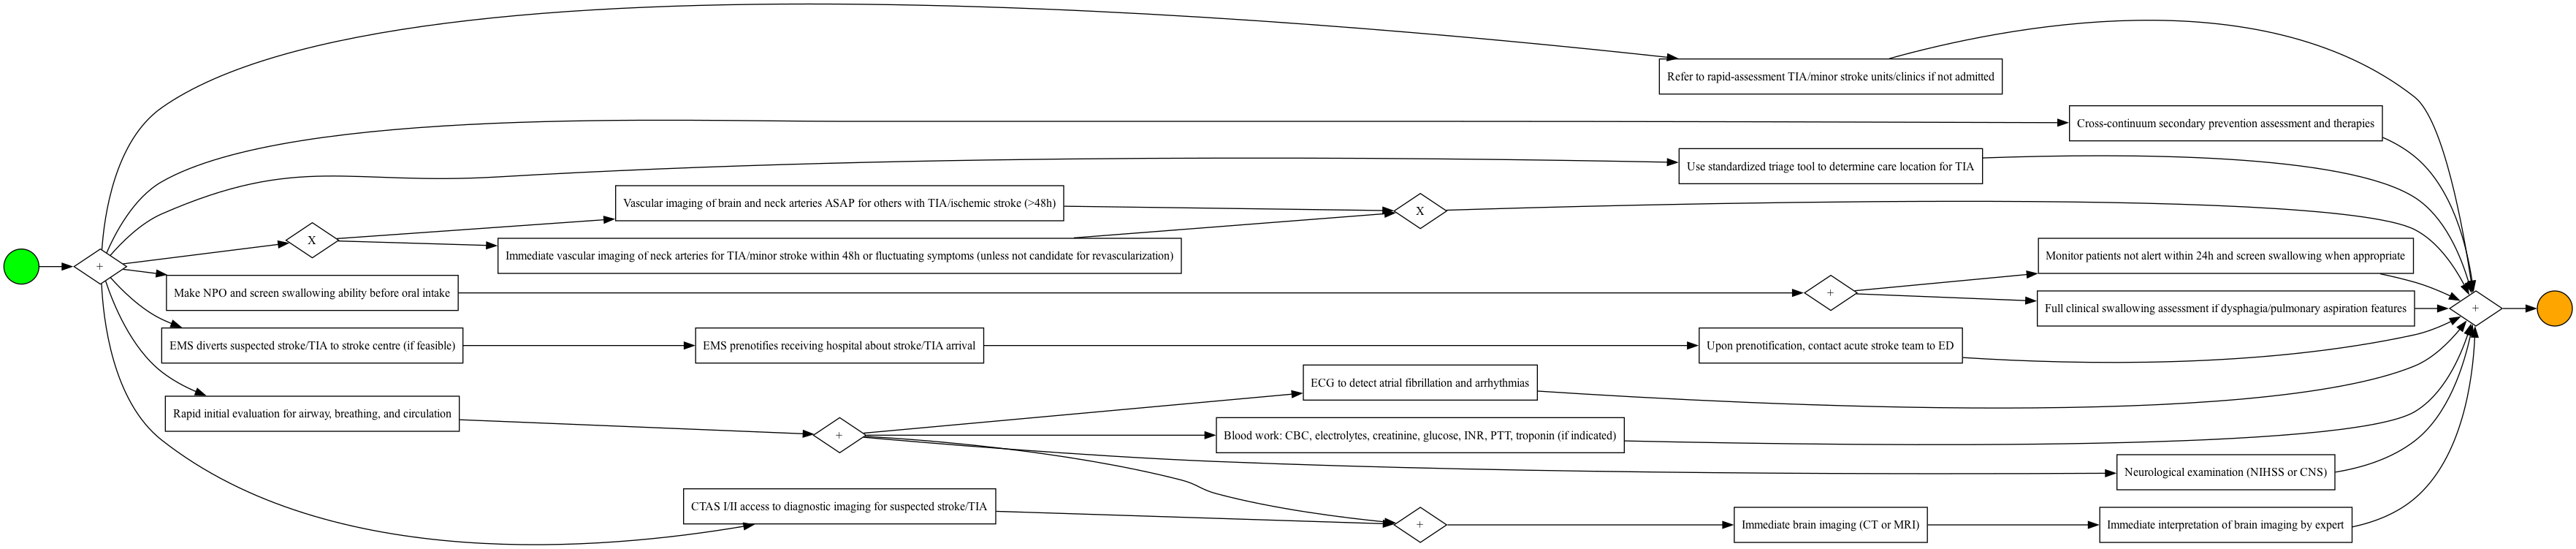 Refer to rapid-assessment TIA/minor stroke units/clinics if not admitted
Cross-continuum secondary prevention assessment and therapies
Use standardized triage tool to determine care location for TIA
Vascular imaging of brain and neck arteries ASAP for others with TIA/ischemic stroke (>48h)
X
X
Immediate vascular imaging of neck arteries for TIA/minor stroke within 48h or fluctuating symptoms (unless not candidate for revascularization)
Monitor patients not alert within 24h and screen swallowing when appropriate
+
Make NPO and screen swallowing ability before oral intake
+
Full clinical swallowing assessment if dysphagia/pulmonary aspiration features
+
EMS diverts suspected stroke/TIA to stroke centre (if feasible)
EMS prenotifies receiving hospital about stroke/TIA arrival
Upon prenotification, contact acute stroke team to ED
ECG to detect atrial fibrillation and arrhythmias
Rapid initial evaluation for airway, breathing, and circulation
+
Blood work: CBC, electrolytes, creatinine, glucose, INR, PTT, troponin (if indicated)
Neurological examination (NIHSS or CNS)
CTAS I/II access to diagnostic imaging for suspected stroke/TIA
+
Immediate brain imaging (CT or MRI)
Immediate interpretation of brain imaging by expert